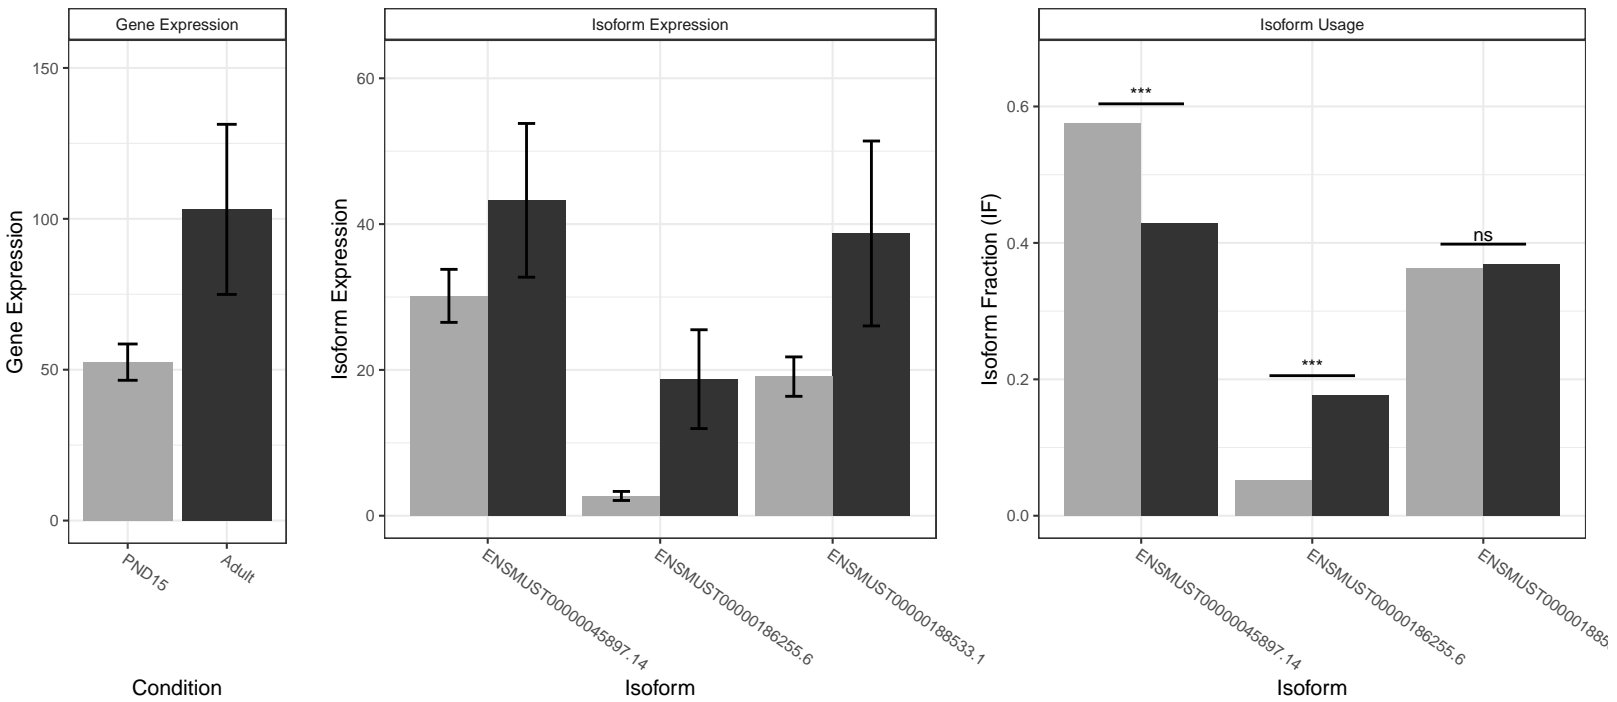 Gene Expression
Isoform Expression
Isoform Usage
Gene Expression
150
100
50
0
PND15
Adult
Condition
Isoform Expression
60
40
20
0
ENSMUST00000045897.14
ENSMUST00000186255.6
ENSMUST00000188533.1
Isoform
Isoform Fraction (IF)
0.6
0.4
0.2
0.0
***
***
ns
ENSMUST00000045897.14
ENSMUST00000186255.6
ENSMUST000001885
Isoform